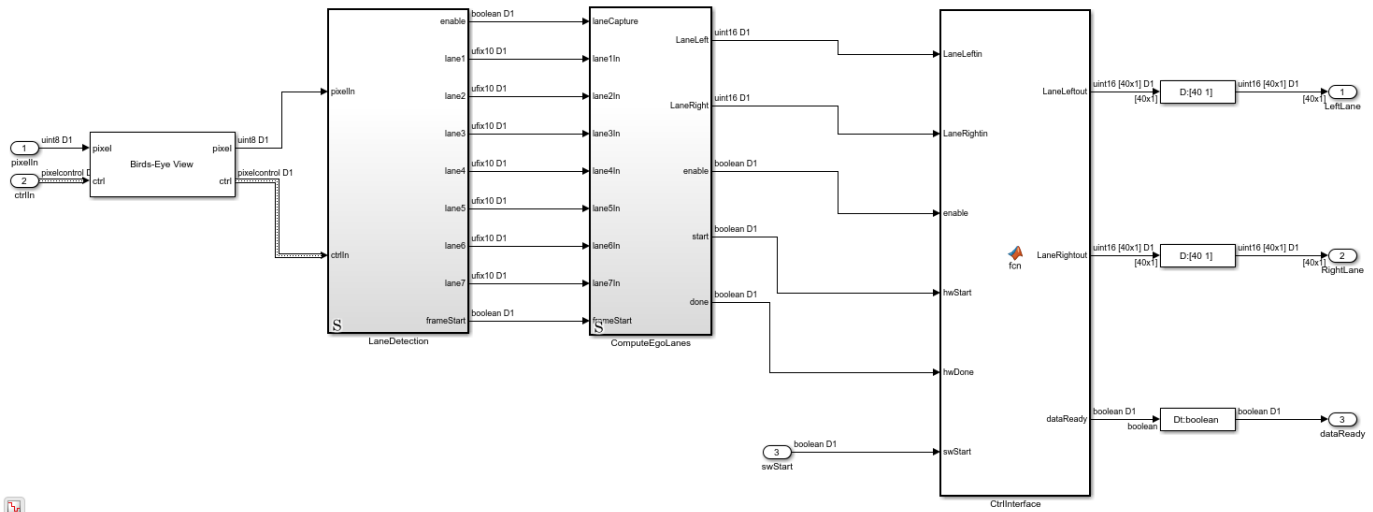 1
pixelIn
uint8 D1
2
ctrlIn
pixelcontrol D
pixel
ctrl
Birds-Eye View
pixel
ctrl
uint8 D1
pixelcontrol D1
pixelIn
ctrlIn
enable
lane1
lane2
lane3
lane4
lane5
lane6
lane7
frameStart
S
LaneDetection
boolean D1
ufix10 D1
ufix10 D1
ufix10 D1
ufix10 D1
ufix10 D1
ufix10 D1
ufix10 D1
boolean D1
laneCapture
lane1In
lane2In
lane3In
lane4In
lane5In
lane6In
lane7In
frameStart
S
LaneLeft
LaneRight
enable
start
done
ComputeEgoLanes
uint16 D1
uint16 D1
boolean D1
boolean D1
boolean D1
3
swStart
boolean D1
LaneLeftin
LaneRightin
enable
hwStart
hwDone
swStart
fcn
LaneLeftout
LaneRightout
dataReady
CtrlInterface
uint16 [40x1] D1
[40x1]
D:[40 1]
uint16 [40x1] D1
[40x1]
1
LeftLane
uint16 [40x1] D1
[40x1]
D:[40 1]
uint16 [40x1] D1
[40x1]
2
RightLane
boolean D1
boolean
Dt:boolean
boolean D1
3
dataReady